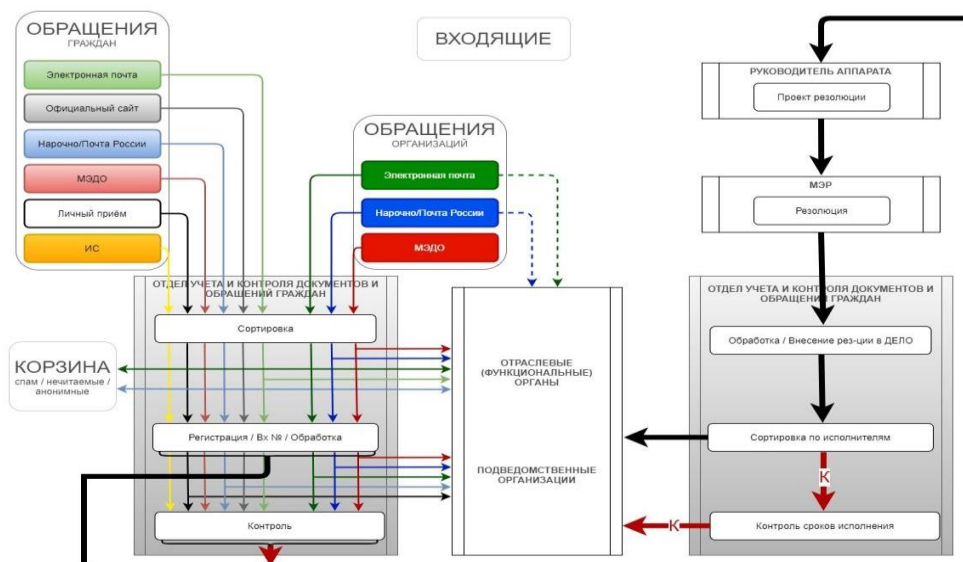 ОБРАЩЕНИЯ
ГРАЖДАН
Электронная почта
Официальный сайт
Нарочно/Почта России
МЭДО
Личный приём
ИС
ВХОДЯЩИЕ
ОБРАЩЕНИЯ
ОРГАНИЗАЦИЙ
Электронная почта
Нарочно/Почта России
МЭДО
РУКОВОДИТЕЛЬ АППАРАТА
Проект резолюции
МЭР
Резолюция
ОТДЕЛ УЧЕТА И КОНТРОЛЯ ДОКУМЕНТОВ И
ОБРАЩЕНИЙ ГРАЖДАН
Сортировка
КОРЗИНА
спам / нечитаемые /
анонимные
Регистрация / Вх № / Обработка
Контроль
ОТРАСЛЕВЫЕ
(ФУНКЦИОНАЛЬНЫЕ)
ОРГАНЫ
ПОДВЕДОМСТВЕННЫЕ
ОРГАНИЗАЦИИ
ОТДЕЛ УЧЕТА И КОНТРОЛЯ ДОКУМЕНТОВ И
ОБРАЩЕНИЙ ГРАЖДАН
Обработка / Внесение рез-ции в ДЕЛО
Сортировка по исполнителям
К
К
Контроль сроков исполнения